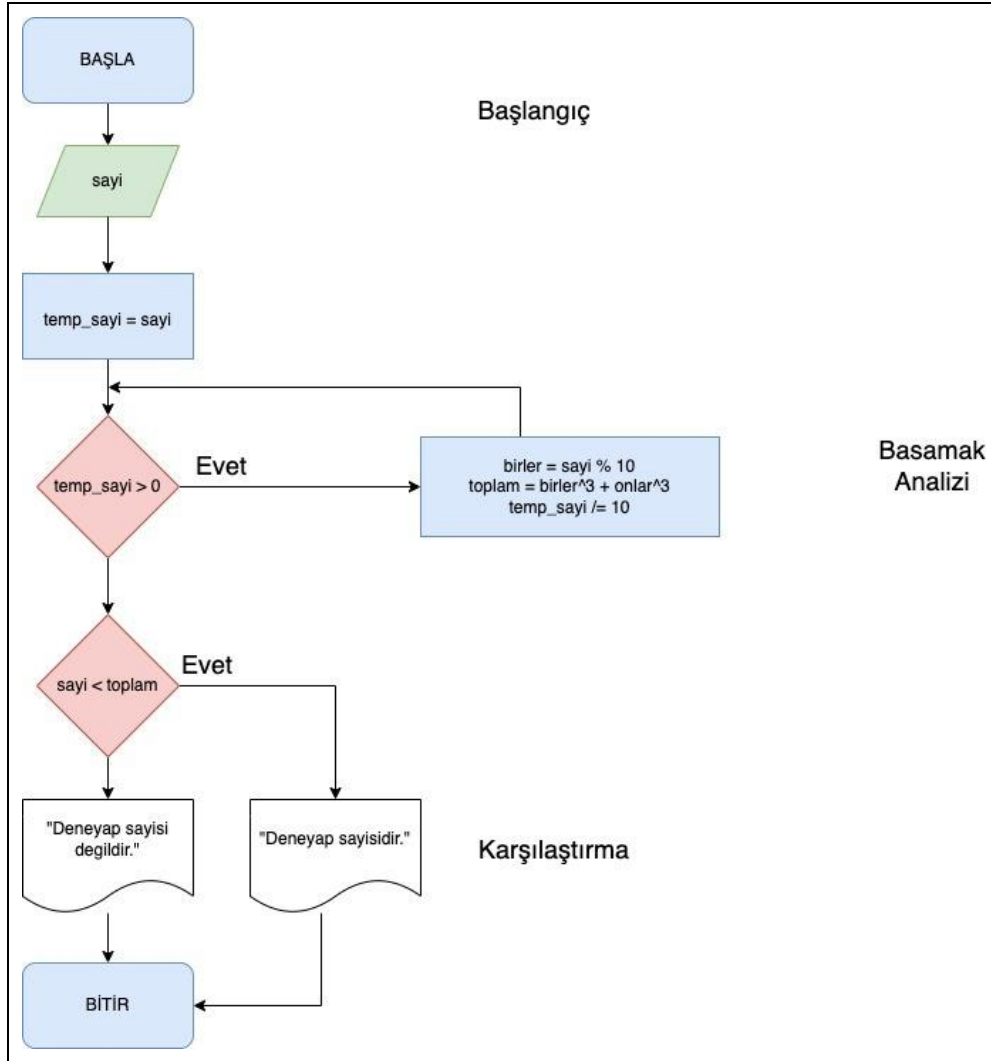 BAŞLA
Başlangıç
sayi
temp_sayi = sayi
temp_sayi > 0
Evet
birler = sayi % 10
toplam = birler^3 + onlar^3
temp_sayi /= 10
Basamak
Analizi
sayi < toplam
Evet
"Deneyap sayisi
degildir."
"Deneyap sayisidir."
Karşılaştırma
BİTİR